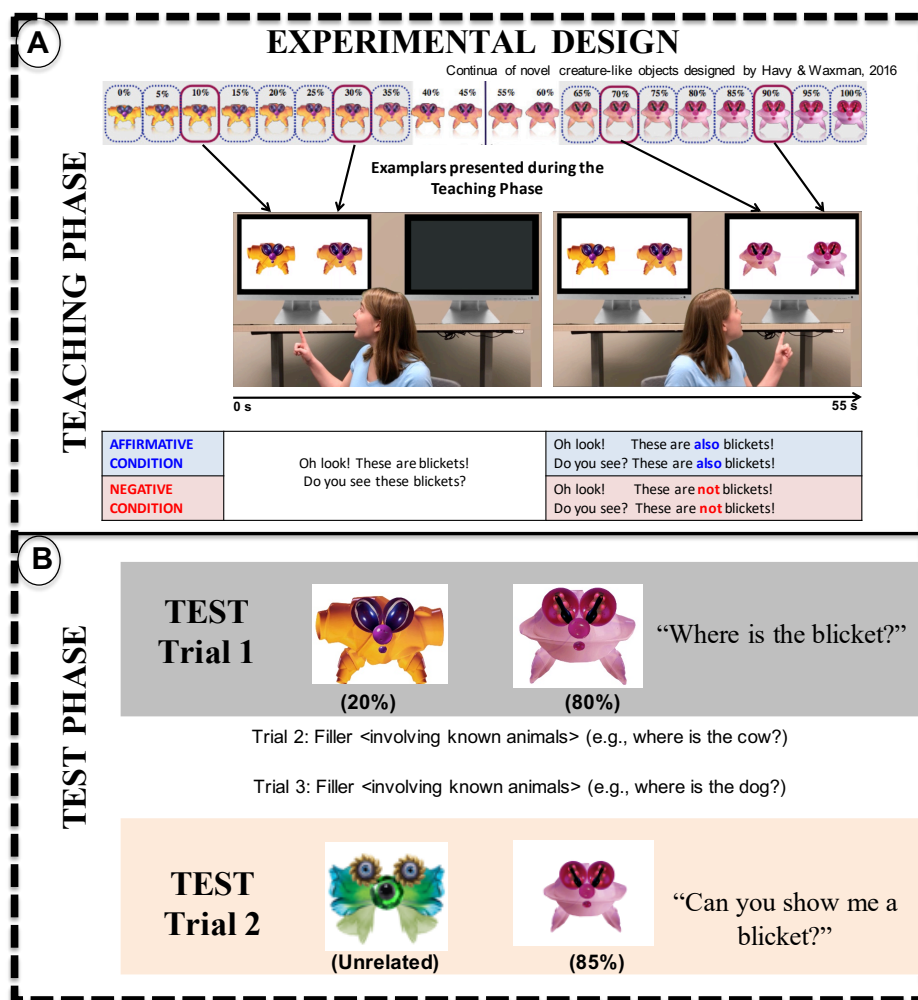 A
EXPERIMENTAL DESIGN
Continua of novel creature-like objects designed by Havy & Waxman, 2016
0% 5% 10% 15% 20% 25% 30% 35% 40% 45% 55% 60% 65% 70% 75% 80% 85% 90% 95% 100%
Examplars presented during the
Teaching Phase
TEACHING PHASE
0 s
55 s
AFFIRMATIVE
CONDITION
Oh look! These are blickets!
Do you see these blickets?
Oh look! These are also blickets!
Do you see? These are also blickets!
NEGATIVE
CONDITION
Oh look! These are not blickets!
Do you see? These are not blickets!
B
TEST PHASE
TEST
Trial 1
(20%)
(80%)
“Where is the blicket?”
Trial 2: Filler <involving known animals> (e.g., where is the cow?)
Trial 3: Filler <involving known animals> (e.g., where is the dog?)
TEST
Trial 2
(Unrelated)
(85%)
“Can you show me a
blicket?”